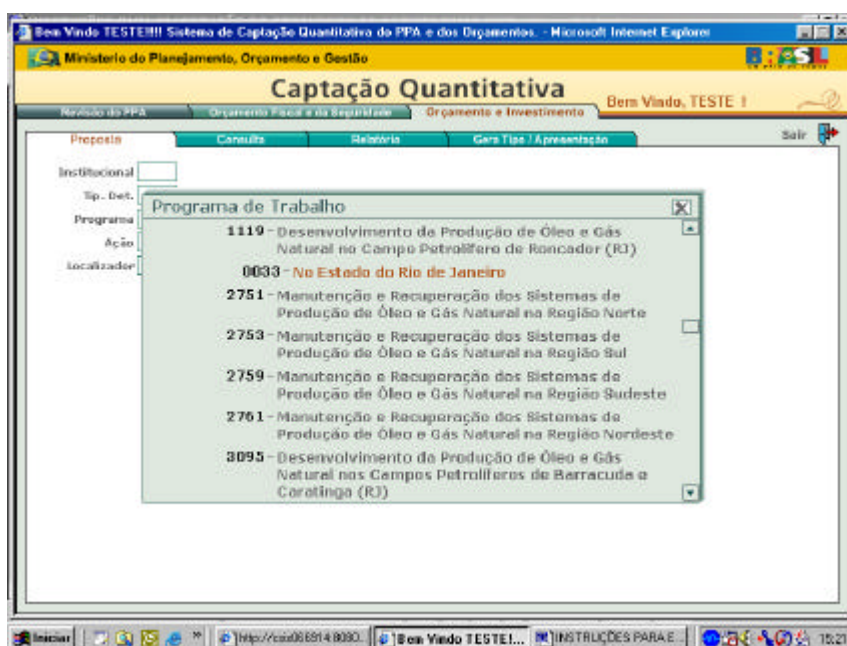 Bem Vindo TESTE!!!! Sistema de Captação Quantitativa do PPA e dos Orçamentos. - Microsoft Internet Explorer
Ministerio do Planejamento, Orçamento e Gestão
Captação Quantitativa
Bem Vindo, TESTE !
Revisão do PPA
Orçamento Fiscal e da Seguridade
Orçamento e Investimento
Proposta
Consulta
Relatório
Gera Tipo / Apresentação
Sair
Institucional
Tip. Det.
Programa
Ação
Localizador
Programa de Trabalho
1119 - Desenvolvimento da Produção de Óleo e Gás
Natural no Campo Petrolífero de Roncador (RJ)
0033 - No Estado do Rio de Janeiro
2751 - Manutenção e Recuperação dos Sistemas de
Produção de Óleo e Gás Natural na Região Norte
2753 - Manutenção e Recuperação dos Sistemas de
Produção de Óleo e Gás Natural na Região Sul
2759 - Manutenção e Recuperação dos Sistemas de
Produção de Óleo e Gás Natural na Região Sudeste
2761 - Manutenção e Recuperação dos Sistemas de
Produção de Óleo e Gás Natural na Região Nordeste
3095 - Desenvolvimento da Produção de Óleo e Gás
Natural nos Campos Petrolíferos de Barracuda e
Caratinga (RJ)
Iniciar
Bem Vindo TESTE!...
INSTRUÇÕES PARA E...
15:21